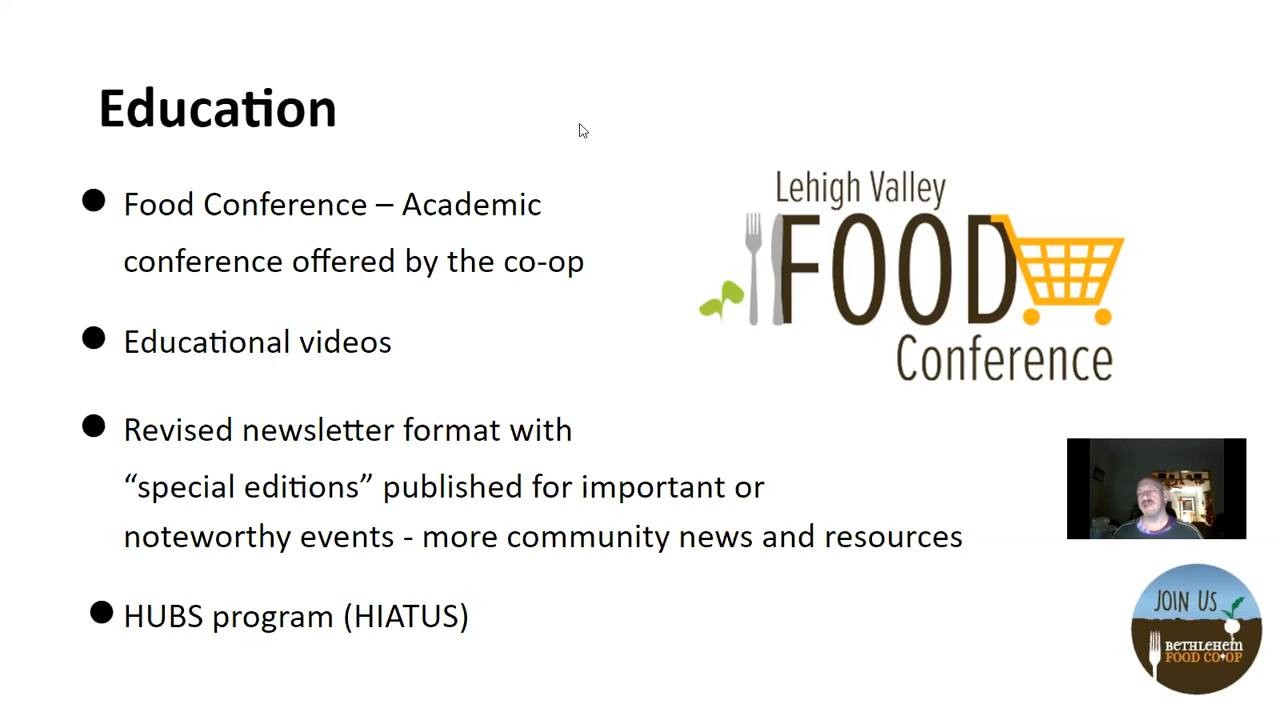 Education
Food Conference – Academic
conference offered by the co-op
Educational videos
Revised newsletter format with
“special editions” published for important or
noteworthy events - more community news and resources
HUBS program (HIATUS)
Lehigh Valley
FOOD
Conference
JOIN US
BETHLEHEM
FOOD CO-OP